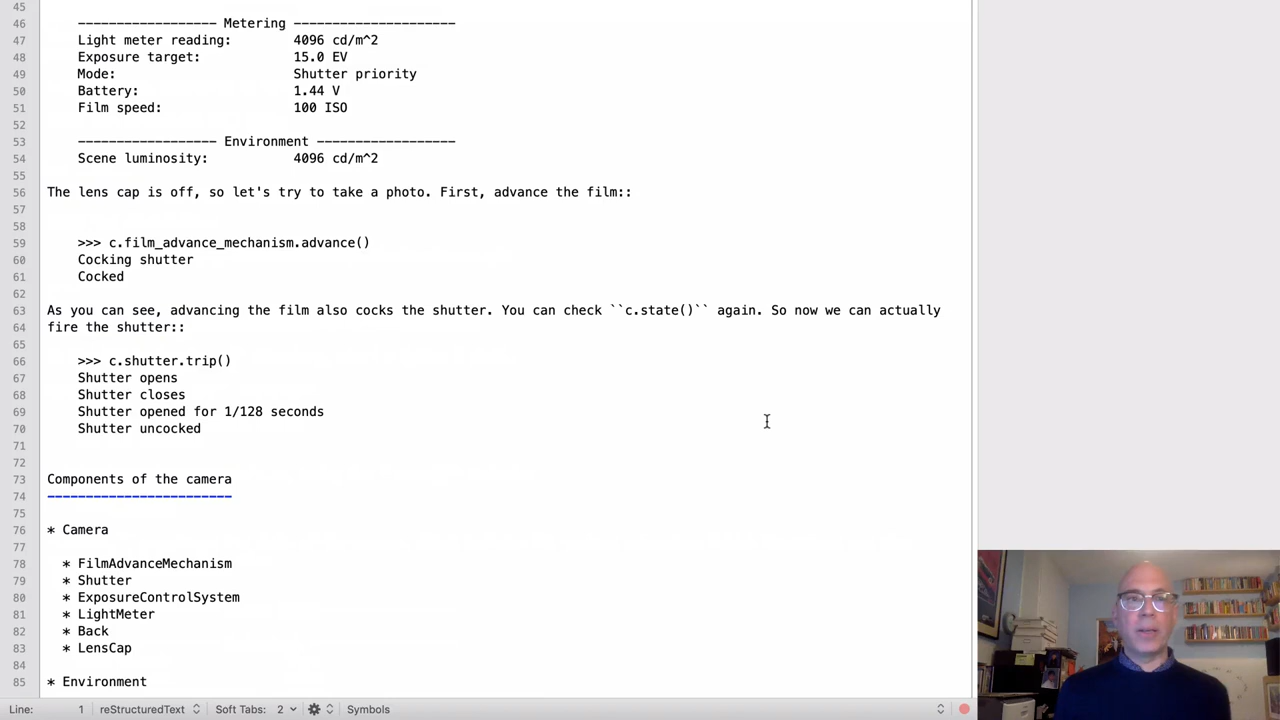 45
46 ------------------ Metering ---------------------
47 Light meter reading: 4096 cd/m^2
48 Exposure target: 15.0 EV
49 Mode: Shutter priority
50 Battery: 1.44 V
51 Film speed: 100 ISO
52
53 ------------------ Environment ------------------
54 Scene luminosity: 4096 cd/m^2
55
56 The lens cap is off, so let's try to take a photo. First, advance the film::
57
58
59 >>> c.film_advance_mechanism.advance()
60 Cocking shutter
61 Cocked
62
63 As you can see, advancing the film also cocks the shutter. You can check ``c.state()`` again. So now we can actually
64 fire the shutter::
65
66 >>> c.shutter.trip()
67 Shutter opens
68 Shutter closes
69 Shutter opened for 1/128 seconds
70 Shutter uncocked
71
72
73 Components of the camera
74 ------------------------
75
76 * Camera
77
78 * FilmAdvanceMechanism
79 * Shutter
80 * ExposureControlSystem
81 * LightMeter
82 * Back
83 * LensCap
84
85 * Environment
Line: 1 reStructuredText Soft Tabs: 2 Symbols